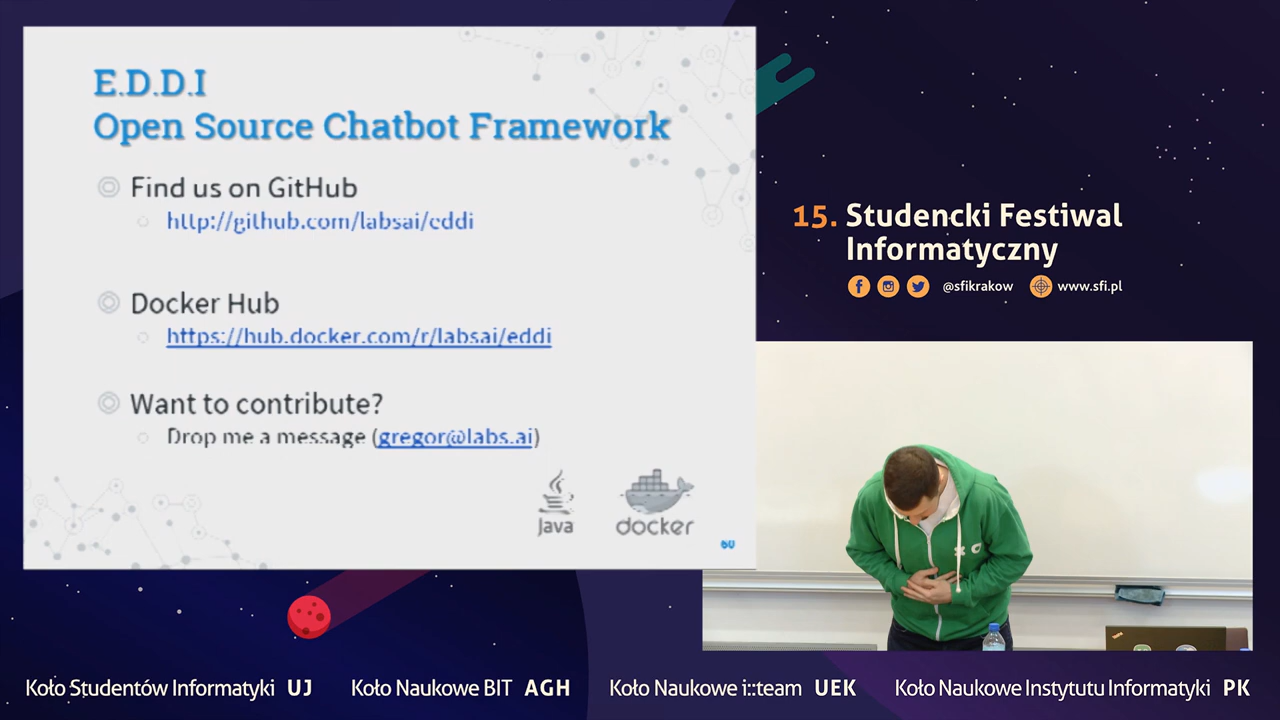 E.D.D.I
Open Source Chatbot Framework
Find us on GitHub
http://github.com/labsai/eddi
Docker Hub
https://hub.docker.com/r/labsai/eddi
Want to contribute?
Drop me a message (gregor@labs.ai)
Java
docker
60
15. Studencki Festiwal
Informatyczny
@sfikrakow
www.sfi.pl
Koło Studentów Informatyki UJ
Koło Naukowe BIT AGH
Koło Naukowe i::team UEK
Koło Naukowe Instytutu Informatyki PK